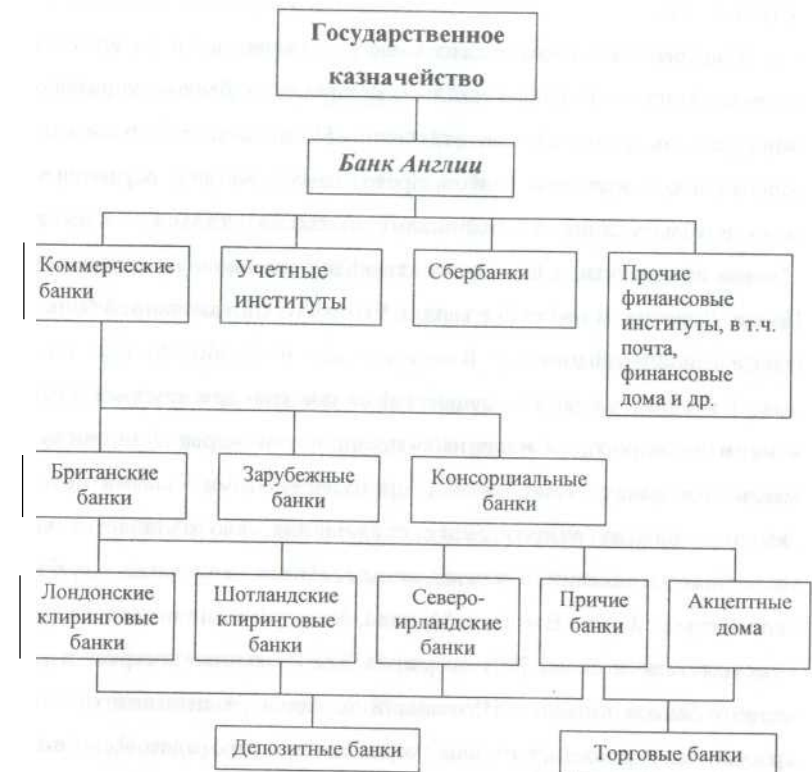 Государственное
казначейство
Банк Англии
Коммерческие
банки
Учетные
институты
Сбербанки
Прочие
финансовые
институты, в т.ч.
почта,
финансовые
дома и др.
Британские
банки
Зарубежные
банки
Консорциальные
банки
Лондонские
клиринговые
банки
Шотландские
клиринговые
банки
Северо-
ирландские
банки
Причие
банки
Акцептные
дома
Депозитные банки
Торговые банки